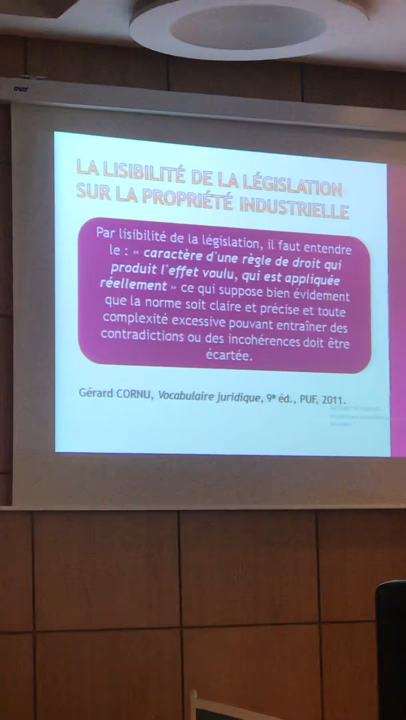 LA LISIBILITÉ DE LA LÉGISLATION
SUR LA PROPRIÉTÉ INDUSTRIELLE
Par lisibilité de la législation, il faut entendre
le : « caractère d'une règle de droit qui
produit l'effet voulu, qui est appliquée
réellement » ce qui suppose bien évidement
que la norme soit claire et précise et toute
complexité excessive pouvant entraîner des
contradictions ou des incohérences doit être
écartée.
Gérard CORNU, Vocabulaire juridique, 9e éd., PUF, 2011.